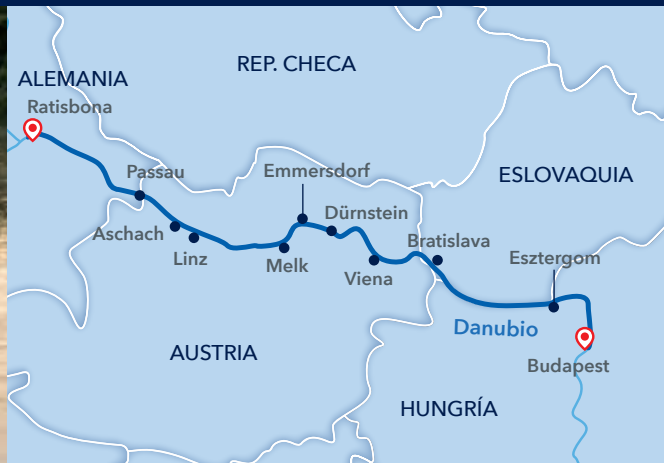 REP. CHECA
ALEMANIA
Ratisbona
Passau
Emmersdorf
ESLOVAQUIA
Dürnstein
Aschach
Linz
Melk
Viena
Bratislava
Esztergom
Danubio
AUSTRIA
Budapest
HUNGRÍA